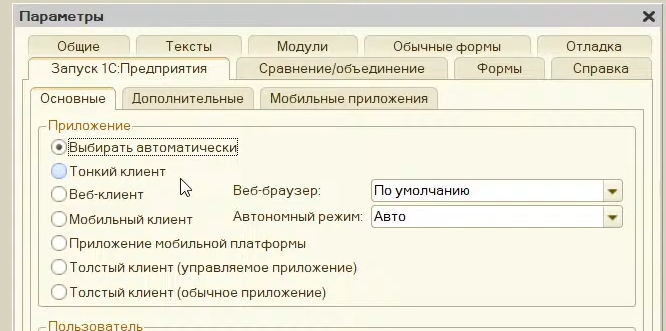 Параметры
Общие Тексты Модули Обычные формы Отладка
Запуск 1С:Предприятия Сравнение/объединение Формы Справка
Основные Дополнительные Мобильные приложения
Приложение
Выбирать автоматически
Тонкий клиент
Веб-клиент Веб-браузер: По умолчанию
Мобильный клиент Автономный режим: Авто
Приложение мобильной платформы
Толстый клиент (управляемое приложение)
Толстый клиент (обычное приложение)
Пользователь